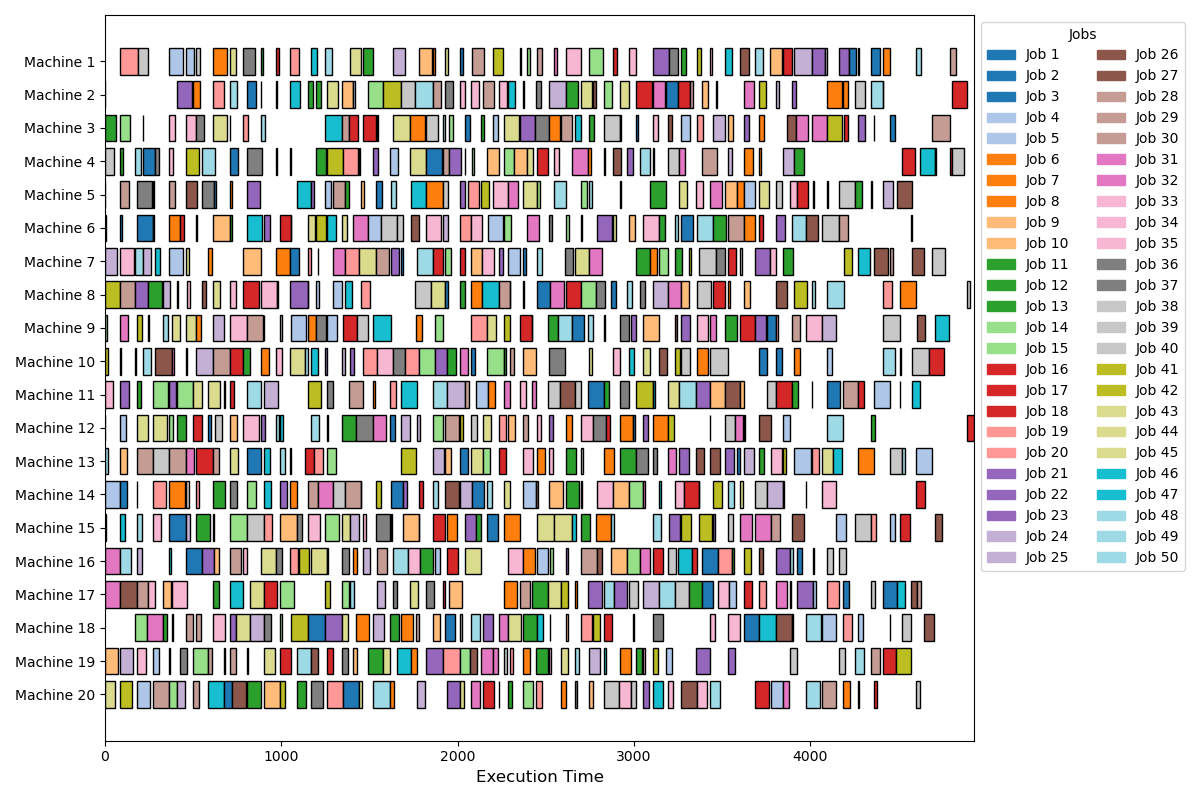 Machine 1
Machine 2
Machine 3
Machine 4
Machine 5
Machine 6
Machine 7
Machine 8
Machine 9
Machine 10
Machine 11
Machine 12
Machine 13
Machine 14
Machine 15
Machine 16
Machine 17
Machine 18
Machine 19
Machine 20
0 1000 2000 3000 4000
Execution Time
Jobs
Job 1 Job 26
Job 2 Job 27
Job 3 Job 28
Job 4 Job 29
Job 5 Job 30
Job 6 Job 31
Job 7 Job 32
Job 8 Job 33
Job 9 Job 34
Job 10 Job 35
Job 11 Job 36
Job 12 Job 37
Job 13 Job 38
Job 14 Job 39
Job 15 Job 40
Job 16 Job 41
Job 17 Job 42
Job 18 Job 43
Job 19 Job 44
Job 20 Job 45
Job 21 Job 46
Job 22 Job 47
Job 23 Job 48
Job 24 Job 49
Job 25 Job 50